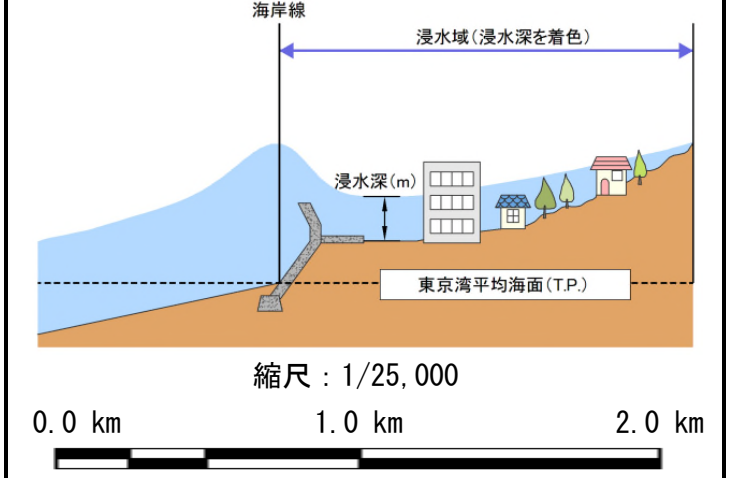 海岸線
浸水域(浸水深を着色)
浸水深(m)
東京湾平均海面(T.P.)
縮尺：1/25,000
0.0 km 1.0 km 2.0 km